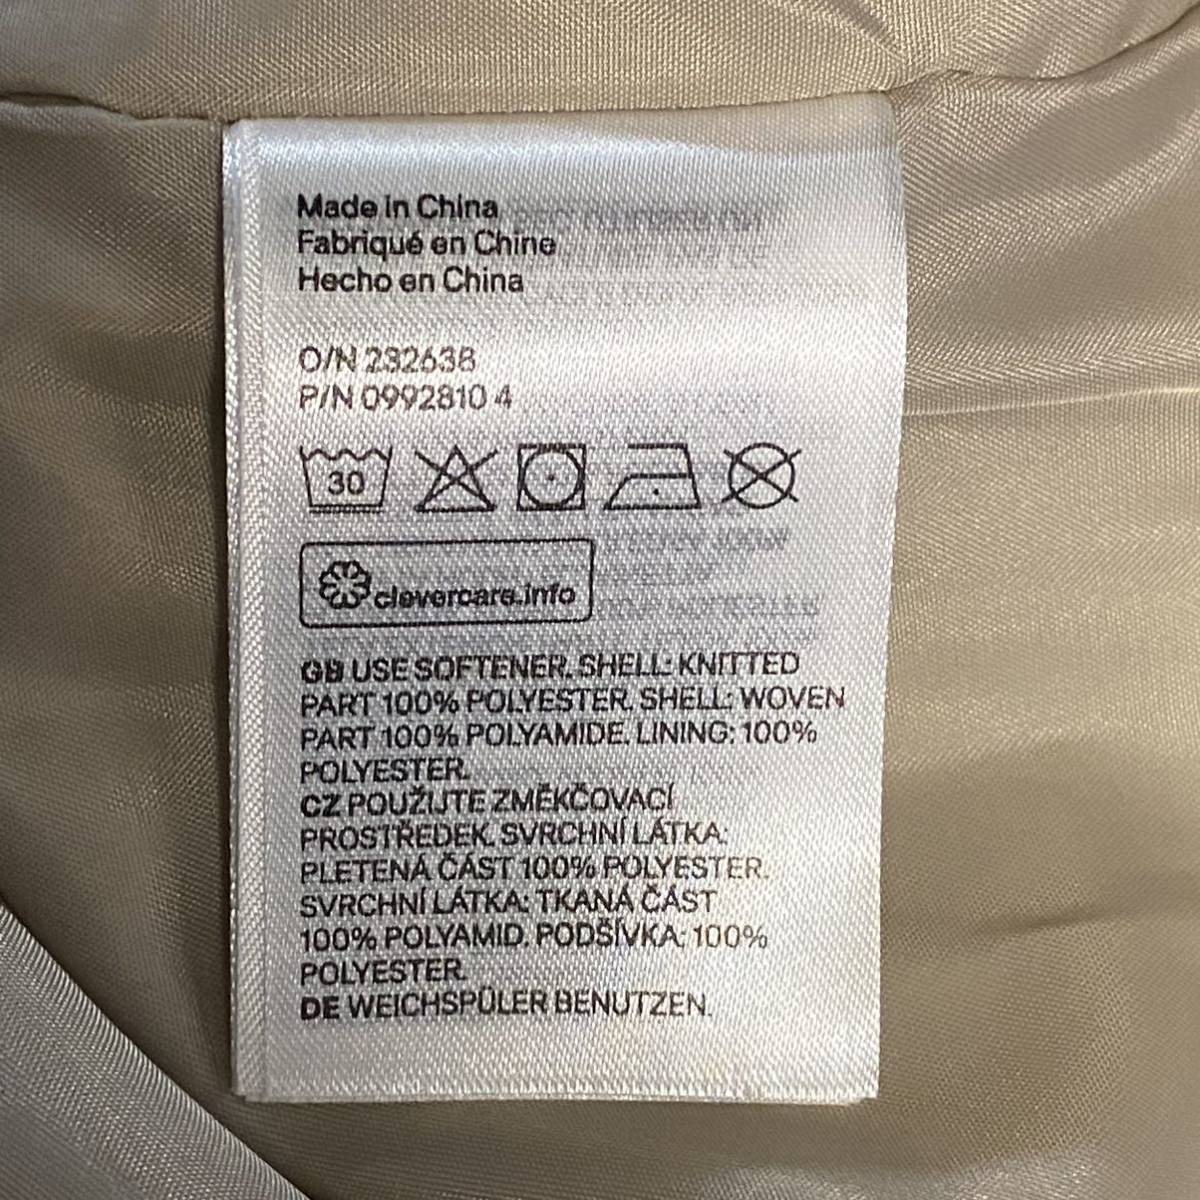 Made in China
Fabriqué en Chine
Hecho en China
O/N 232638
P/N 0992810 4
30
clevercare.info
GB USE SOFTENER. SHELL: KNITTED
PART 100% POLYESTER. SHELL: WOVEN
PART 100% POLYAMIDE. LINING: 100%
POLYESTER.
CZ POUŽIJTE ZMĚKČOVACÍ
PROSTŘEDEK. SVRCHNÍ LÁTKA:
PLETENÁ ČÁST 100% POLYESTER.
SVRCHNÍ LÁTKA: TKANÁ ČÁST
100% POLYAMID. PODŠÍVKA: 100%
POLYESTER.
DE WEICHSPÜLER BENUTZEN.